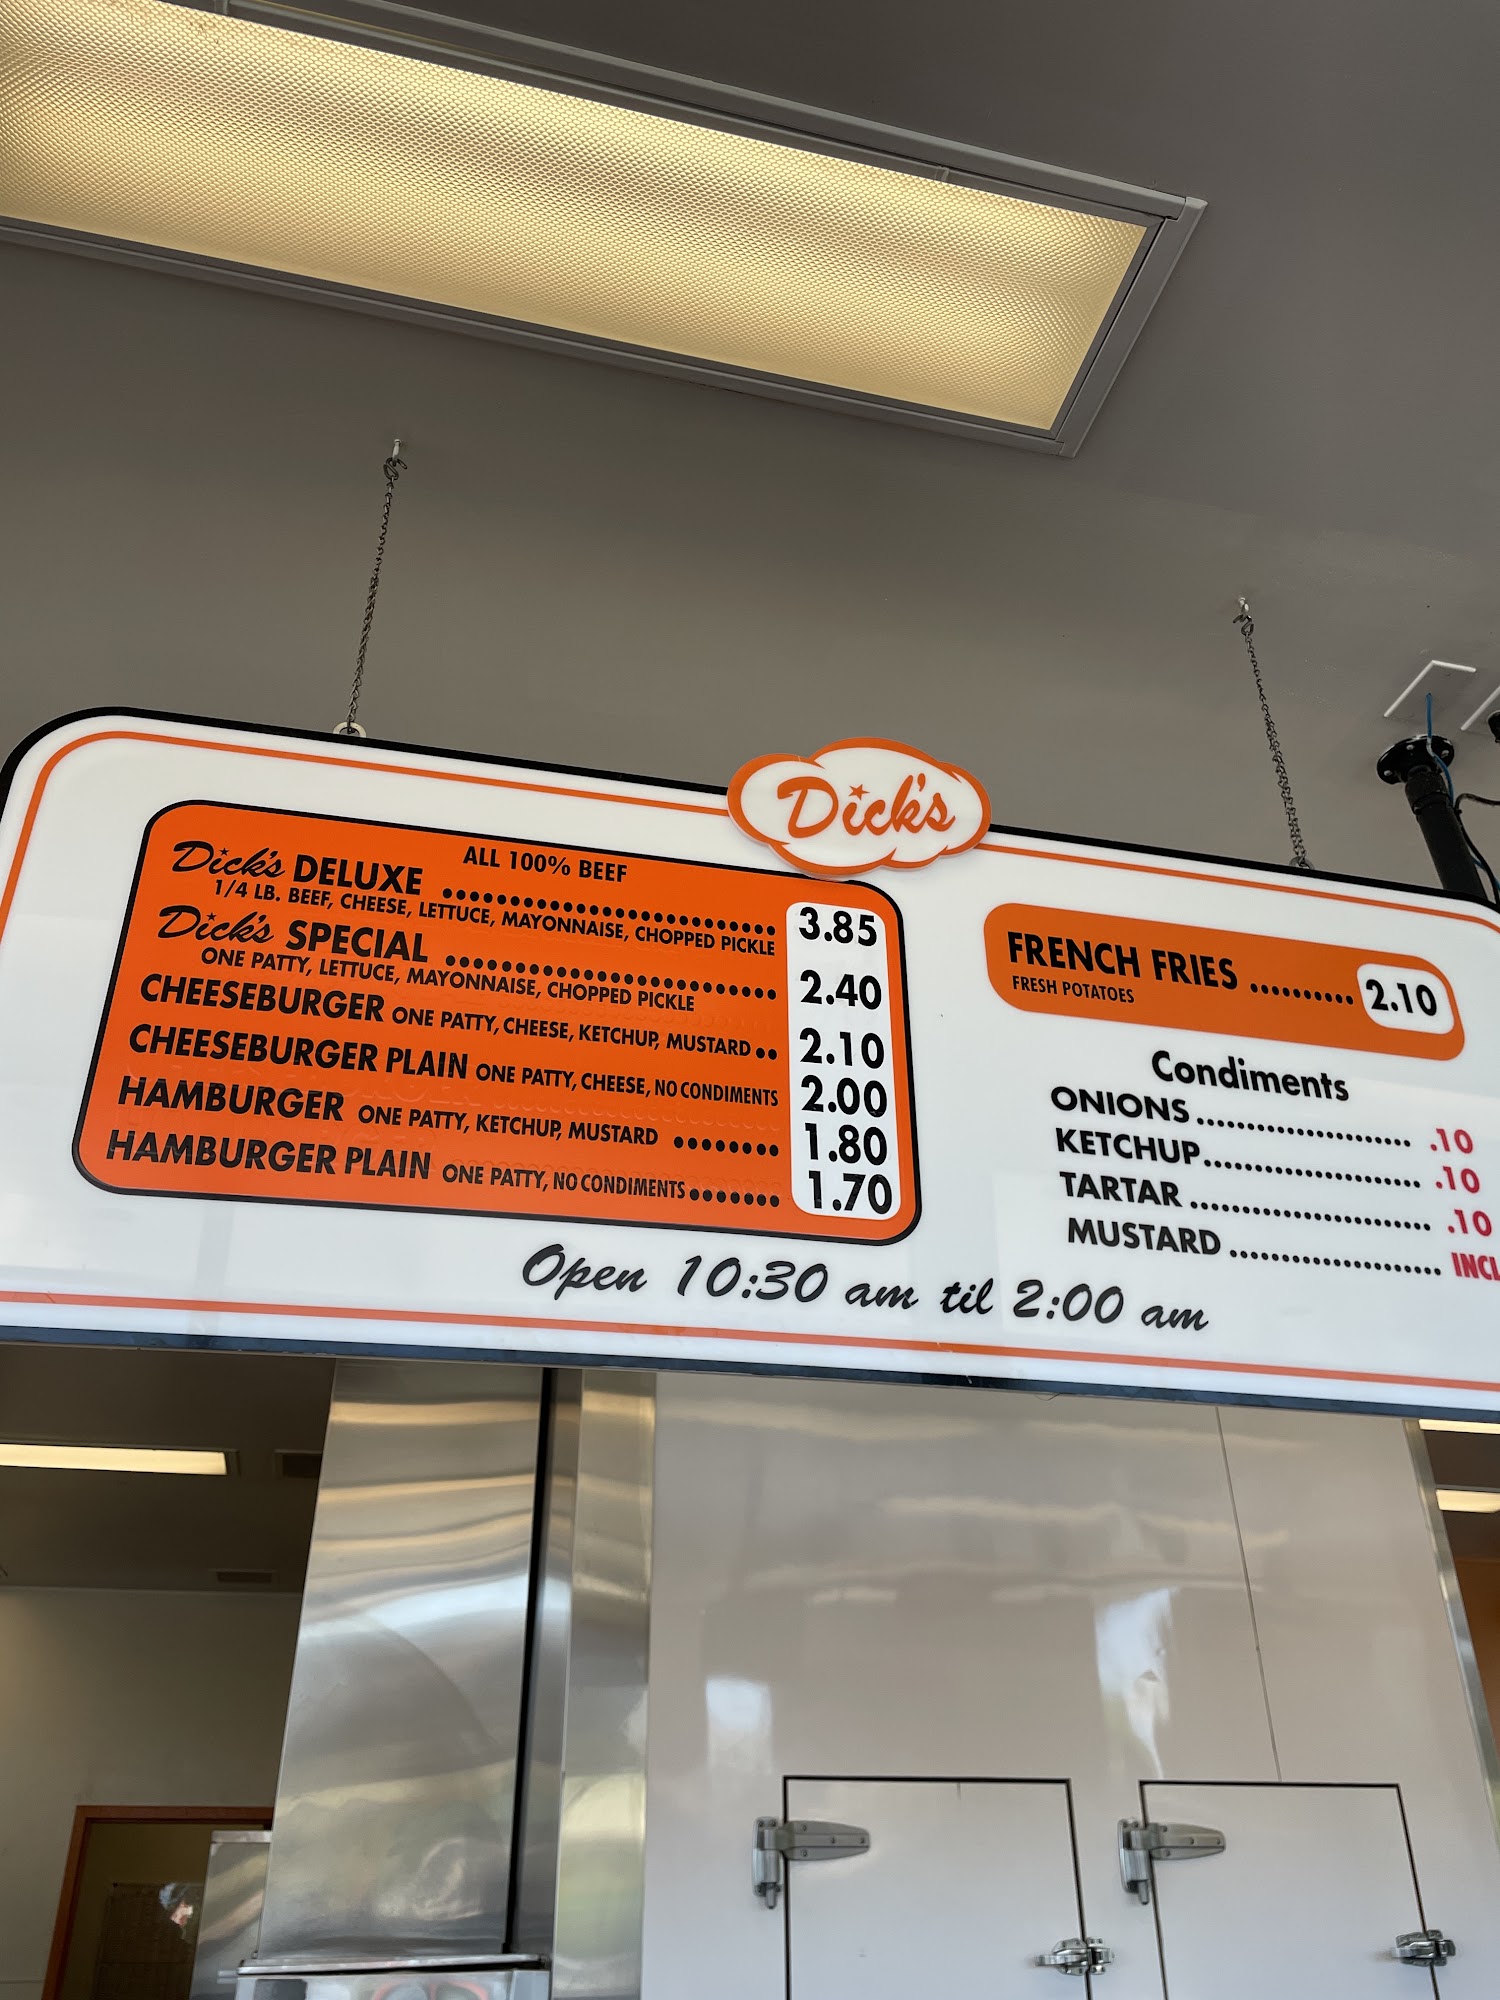 Dick's
ALL 100% BEEF
Dick's DELUXE ........................ 3.85
1/4 LB. BEEF, CHEESE, LETTUCE, MAYONNAISE, CHOPPED PICKLE
Dick's SPECIAL ........................ 2.40
ONE PATTY, LETTUCE, MAYONNAISE, CHOPPED PICKLE
CHEESEBURGER ONE PATTY, CHEESE, KETCHUP, MUSTARD .. 2.10
CHEESEBURGER PLAIN ONE PATTY, CHEESE, NO CONDIMENTS 2.00
HAMBURGER ONE PATTY, KETCHUP, MUSTARD ........ 1.80
HAMBURGER PLAIN ONE PATTY, NO CONDIMENTS ....... 1.70
FRENCH FRIES .......... 2.10
FRESH POTATOES
Condiments
ONIONS ..................... .10
KETCHUP..................... .10
TARTAR ....................... .10
MUSTARD .................... INCL
Open 10:30 am til 2:00 am